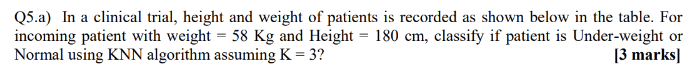 Q5.a) In a clinical trial, height and weight of patients is recorded as shown below in the table. For
incoming patient with weight = 58 Kg and Height = 180 cm, classify if patient is Under-weight or
Normal using KNN algorithm assuming K = 3? [3 marks]